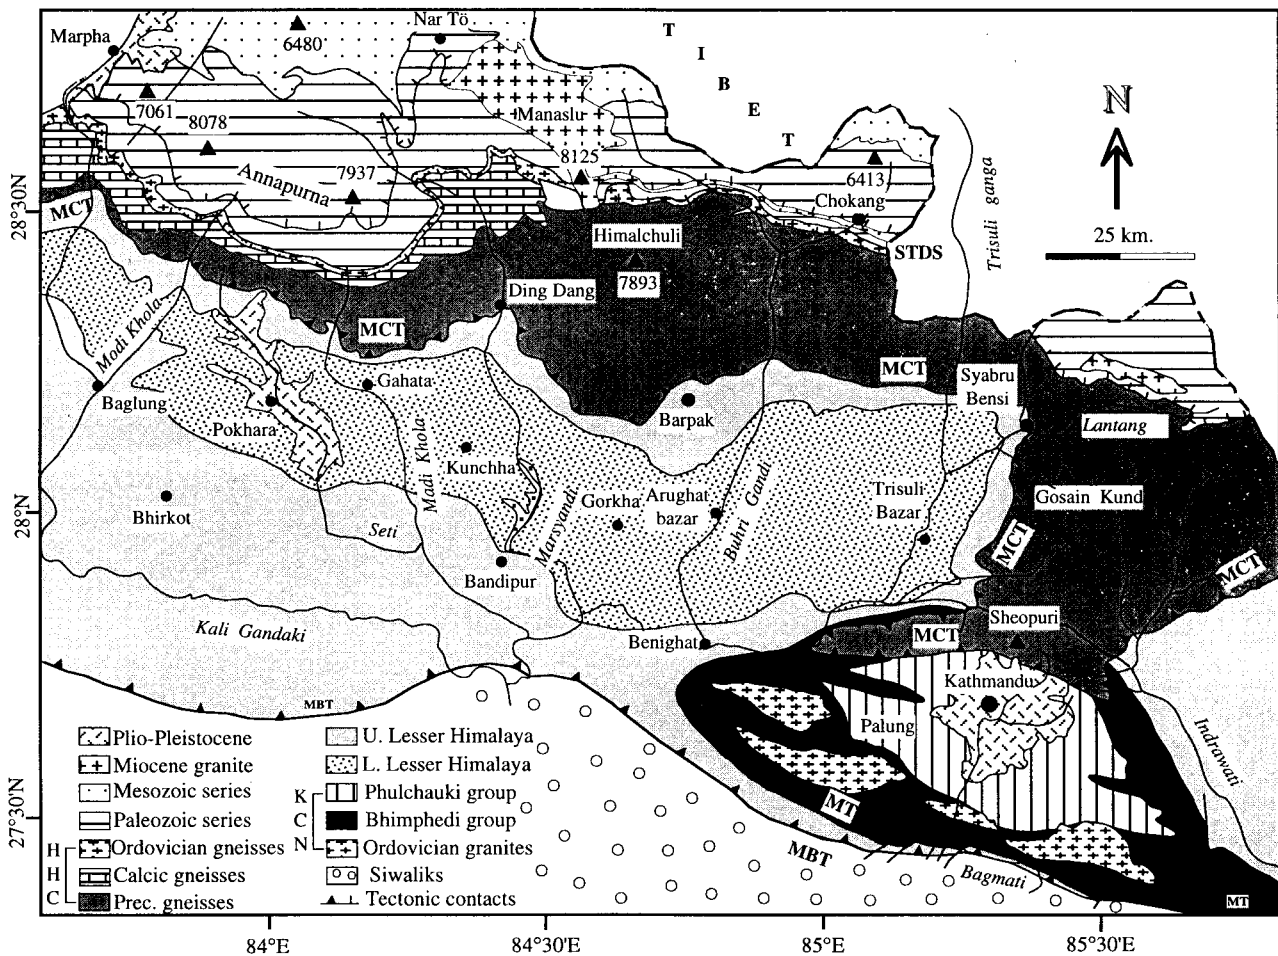 Marpha
6480
Nar Tö
T
I
B
E
T
N
7061
8078
Manaslu
8125
7937
Annapurna
6413
Chokang
Trisuli ganga
25 km.
28°30'N
MCT
Himalchuli
7893
STDS
Ding Dang
Modi Khola
MCT
MCT
Syabru
Bensi
Gahata
Baglung
Barpak
Lantang
Pokhara
Madi Khola
Kunchha
Buhri Gandi
Trisuli
Bazar
Gosain Kund
28°N
Bhirkot
Seti
Marsyandi
Gorkha
Arughat
bazar
MCT
MCT
Bandipur
Kali Gandaki
Benighat
MCT
Sheopuri
Kathmandu
MBT
Palung
Indrawati
27°30'N
MT
MBT
Bagmati
MT
Plio-Pleistocene
Miocene granite
Mesozoic series
Paleozoic series
H
H
C
Ordovician gneisses
Calcic gneisses
Prec. gneisses
U. Lesser Himalaya
L. Lesser Himalaya
K
C
N
Phulchauki group
Bhimphedi group
Ordovician granites
Siwaliks
Tectonic contacts
84°E
84°30'E
85°E
85°30'E